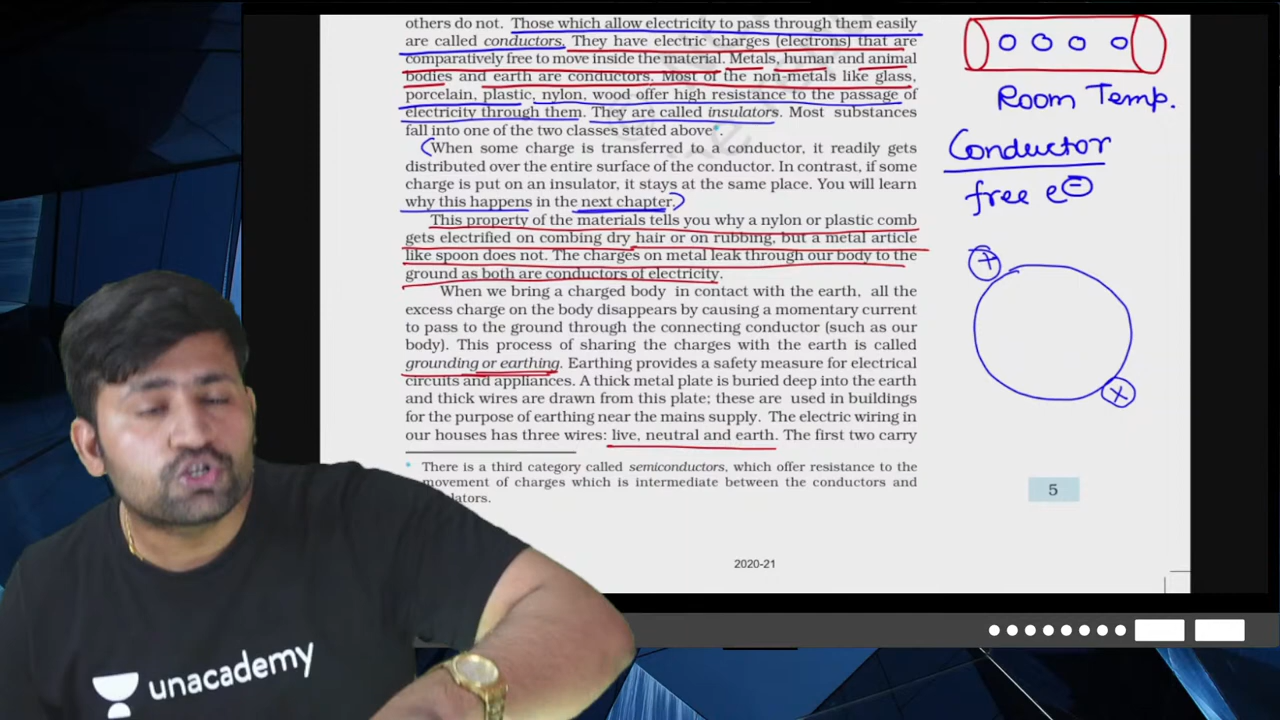 others do not. Those which allow electricity to pass through them easily
are called conductors. They have electric charges (electrons) that are
comparatively free to move inside the material. Metals, human and animal
bodies and earth are conductors. Most of the non-metals like glass,
porcelain, plastic, nylon, wood offer high resistance to the passage of
electricity through them. They are called insulators. Most substances
fall into one of the two classes stated above*.
When some charge is transferred to a conductor, it readily gets
distributed over the entire surface of the conductor. In contrast, if some
charge is put on an insulator, it stays at the same place. You will learn
why this happens in the next chapter.
This property of the materials tells you why a nylon or plastic comb
gets electrified on combing dry hair or on rubbing, but a metal article
like spoon does not. The charges on metal leak through our body to the
ground as both are conductors of electricity.
When we bring a charged body in contact with the earth, all the
excess charge on the body disappears by causing a momentary current
to pass to the ground through the connecting conductor (such as our
body). This process of sharing the charges with the earth is called
grounding or earthing. Earthing provides a safety measure for electrical
circuits and appliances. A thick metal plate is buried deep into the earth
and thick wires are drawn from this plate; these are used in buildings
for the purpose of earthing near the mains supply. The electric wiring in
our houses has three wires: live, neutral and earth. The first two carry
* There is a third category called semiconductors, which offer resistance to the
movement of charges which is intermediate between the conductors and
lators.
5
2020-21
Room Temp.
Conductor
free e⊖
+
+
unacademy